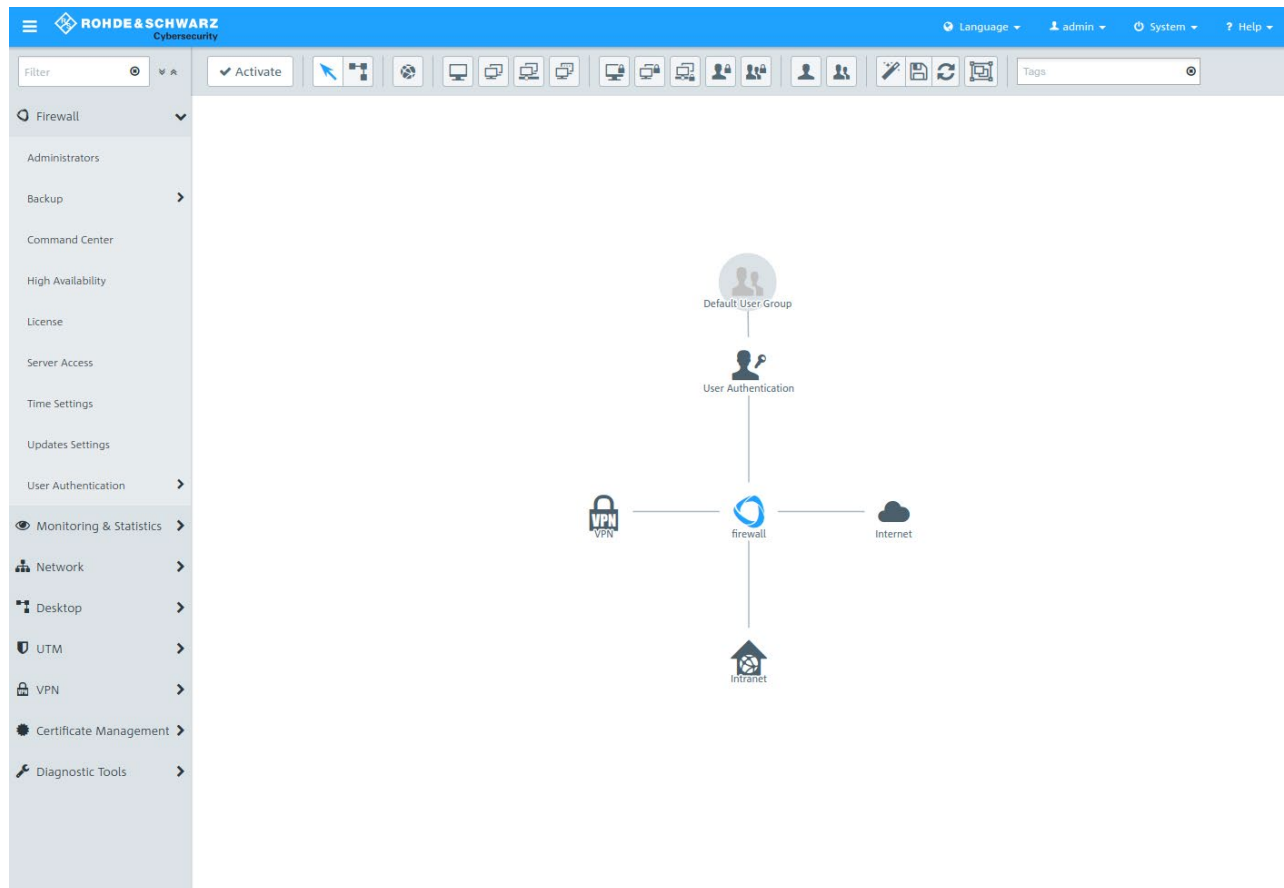 ROHDE & SCHWARZ
Cybersecurity
Language
admin
System
? Help
Filter
Activate
Tags
Firewall
Administrators
Backup
Command Center
High Availability
License
Server Access
Time Settings
Updates Settings
User Authentication
Monitoring & Statistics
Network
Desktop
UTM
VPN
Certificate Management
Diagnostic Tools
Default User Group
User Authentication
VPN
VPN
firewall
Internet
Intranet